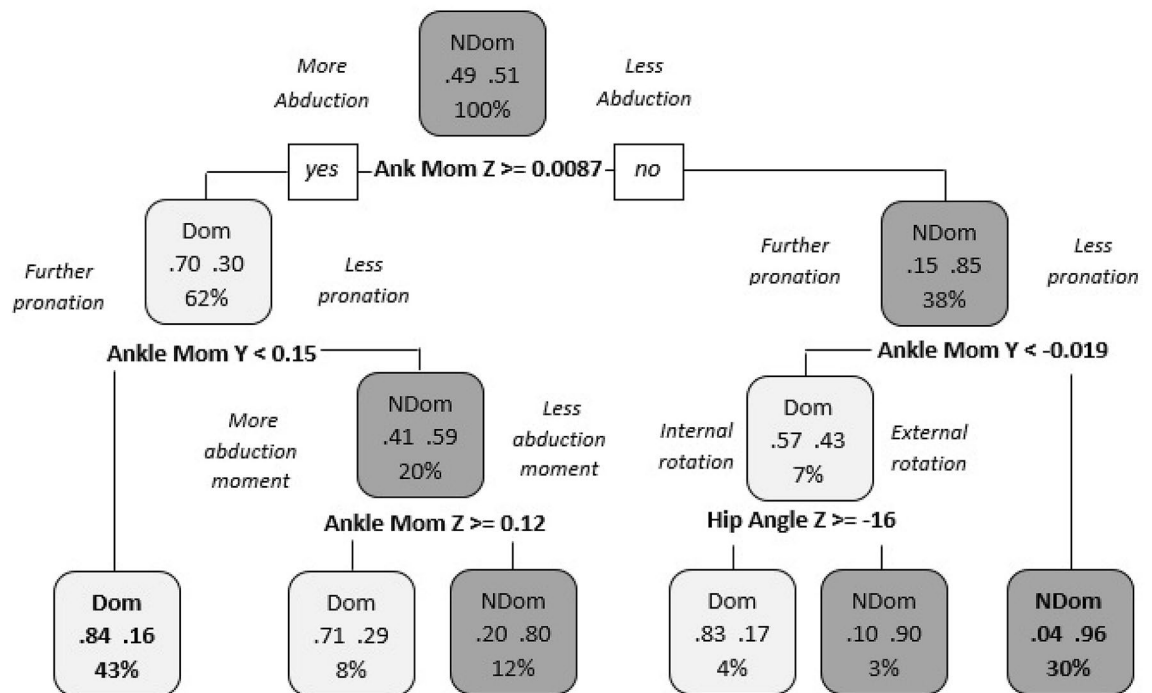 NDom
.49 .51
100%
More
Abduction
Less
Abduction
yes
Ank Mom Z >= 0.0087
no
Dom
.70 .30
62%
Further
pronation
Less
pronation
NDom
.15 .85
38%
Further
pronation
Less
pronation
Ankle Mom Y < 0.15
Ankle Mom Y < -0.019
NDom
.41 .59
20%
More
abduction
moment
Less
abduction
moment
Dom
.57 .43
7%
Internal
rotation
External
rotation
Ankle Mom Z >= 0.12
Hip Angle Z >= -16
Dom
.84 .16
43%
Dom
.71 .29
8%
NDom
.20 .80
12%
Dom
.83 .17
4%
NDom
.10 .90
3%
NDom
.04 .96
30%